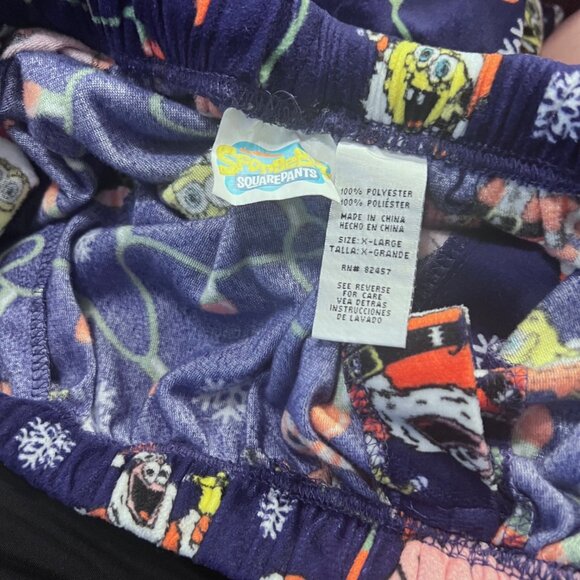 SpongeBob
SQUAREPANTS
100% POLYESTER
100% POLIÉSTER
MADE IN CHINA
HECHO EN CHINA
SIZE: X-LARGE
TALLA: X-GRANDE
RN# 82457
SEE REVERSE
FOR CARE
VEA DETRAS
INSTRUCCIONES
DE LAVADO